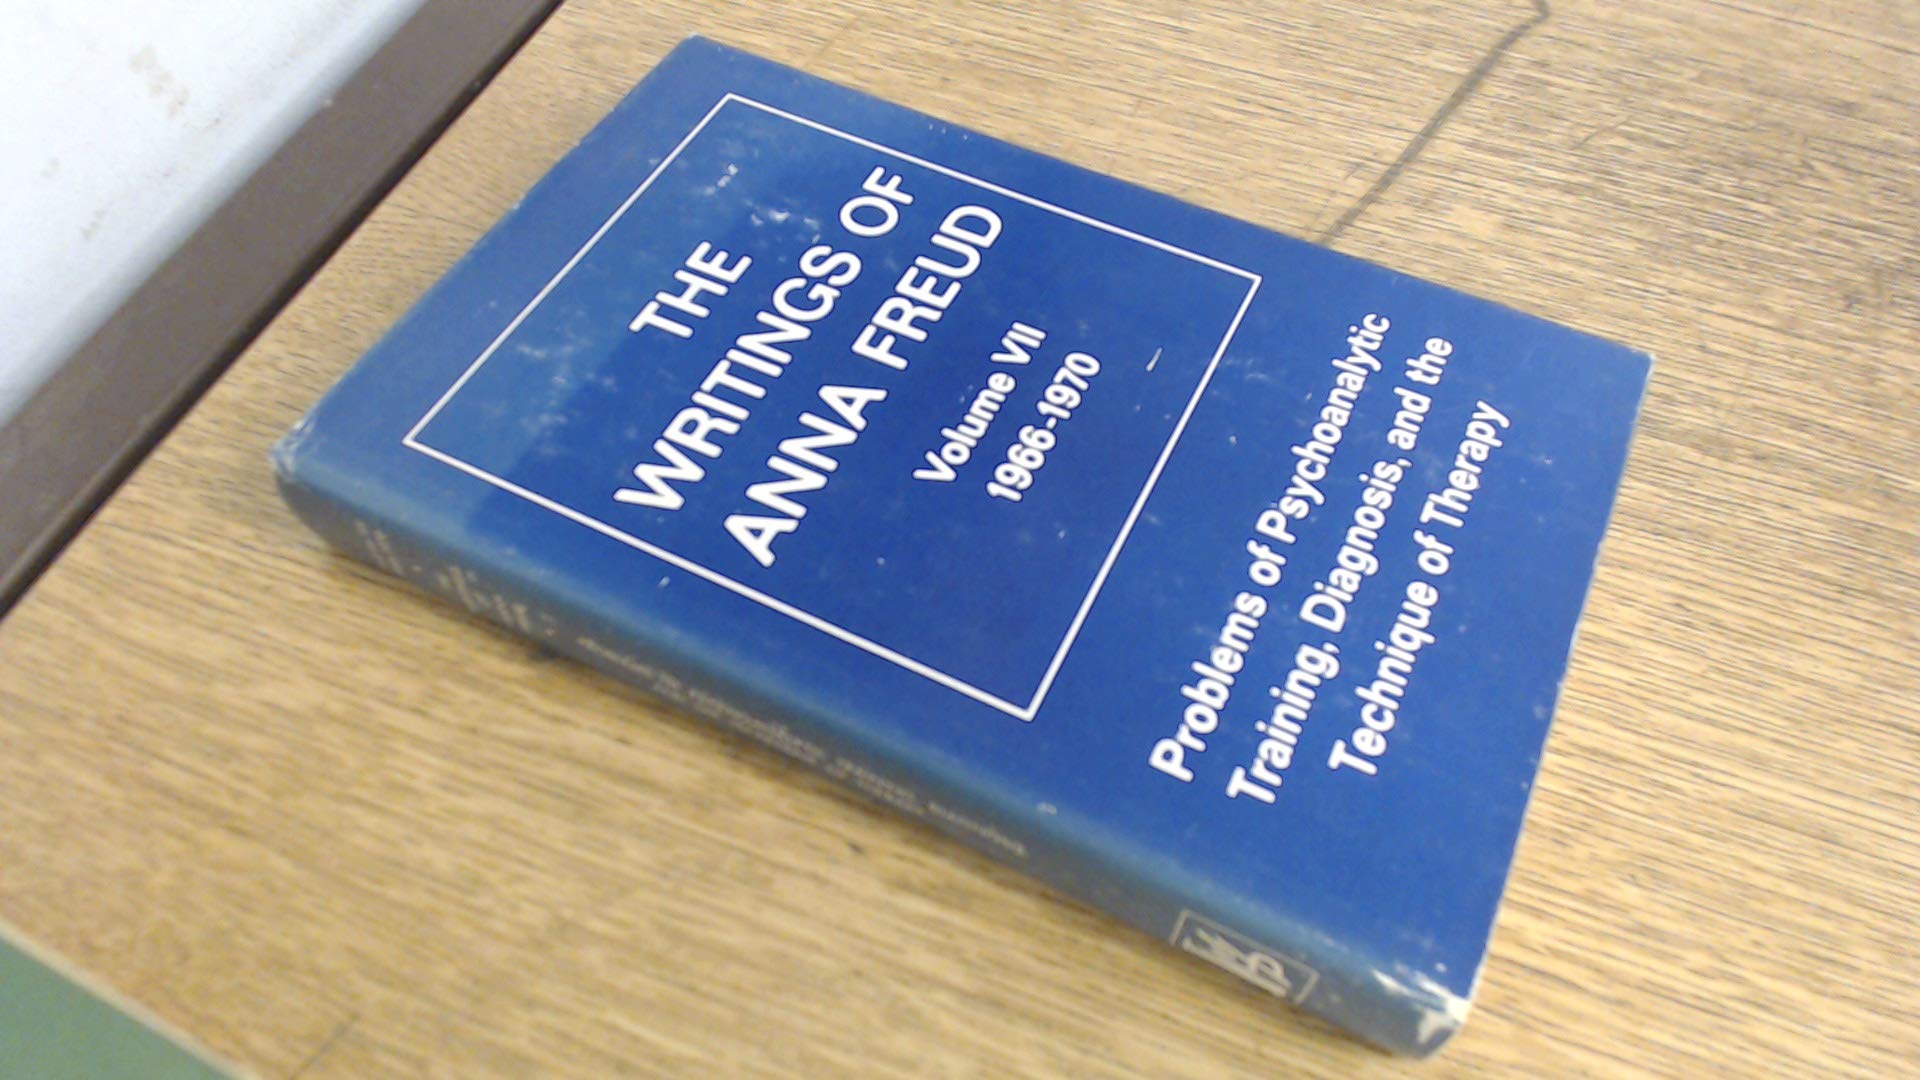 THE
WRITINGS OF
ANNA FREUD
Volume VII
1966-1970
Problems of Psychoanalytic
Training, Diagnosis, and the
Technique of Therapy